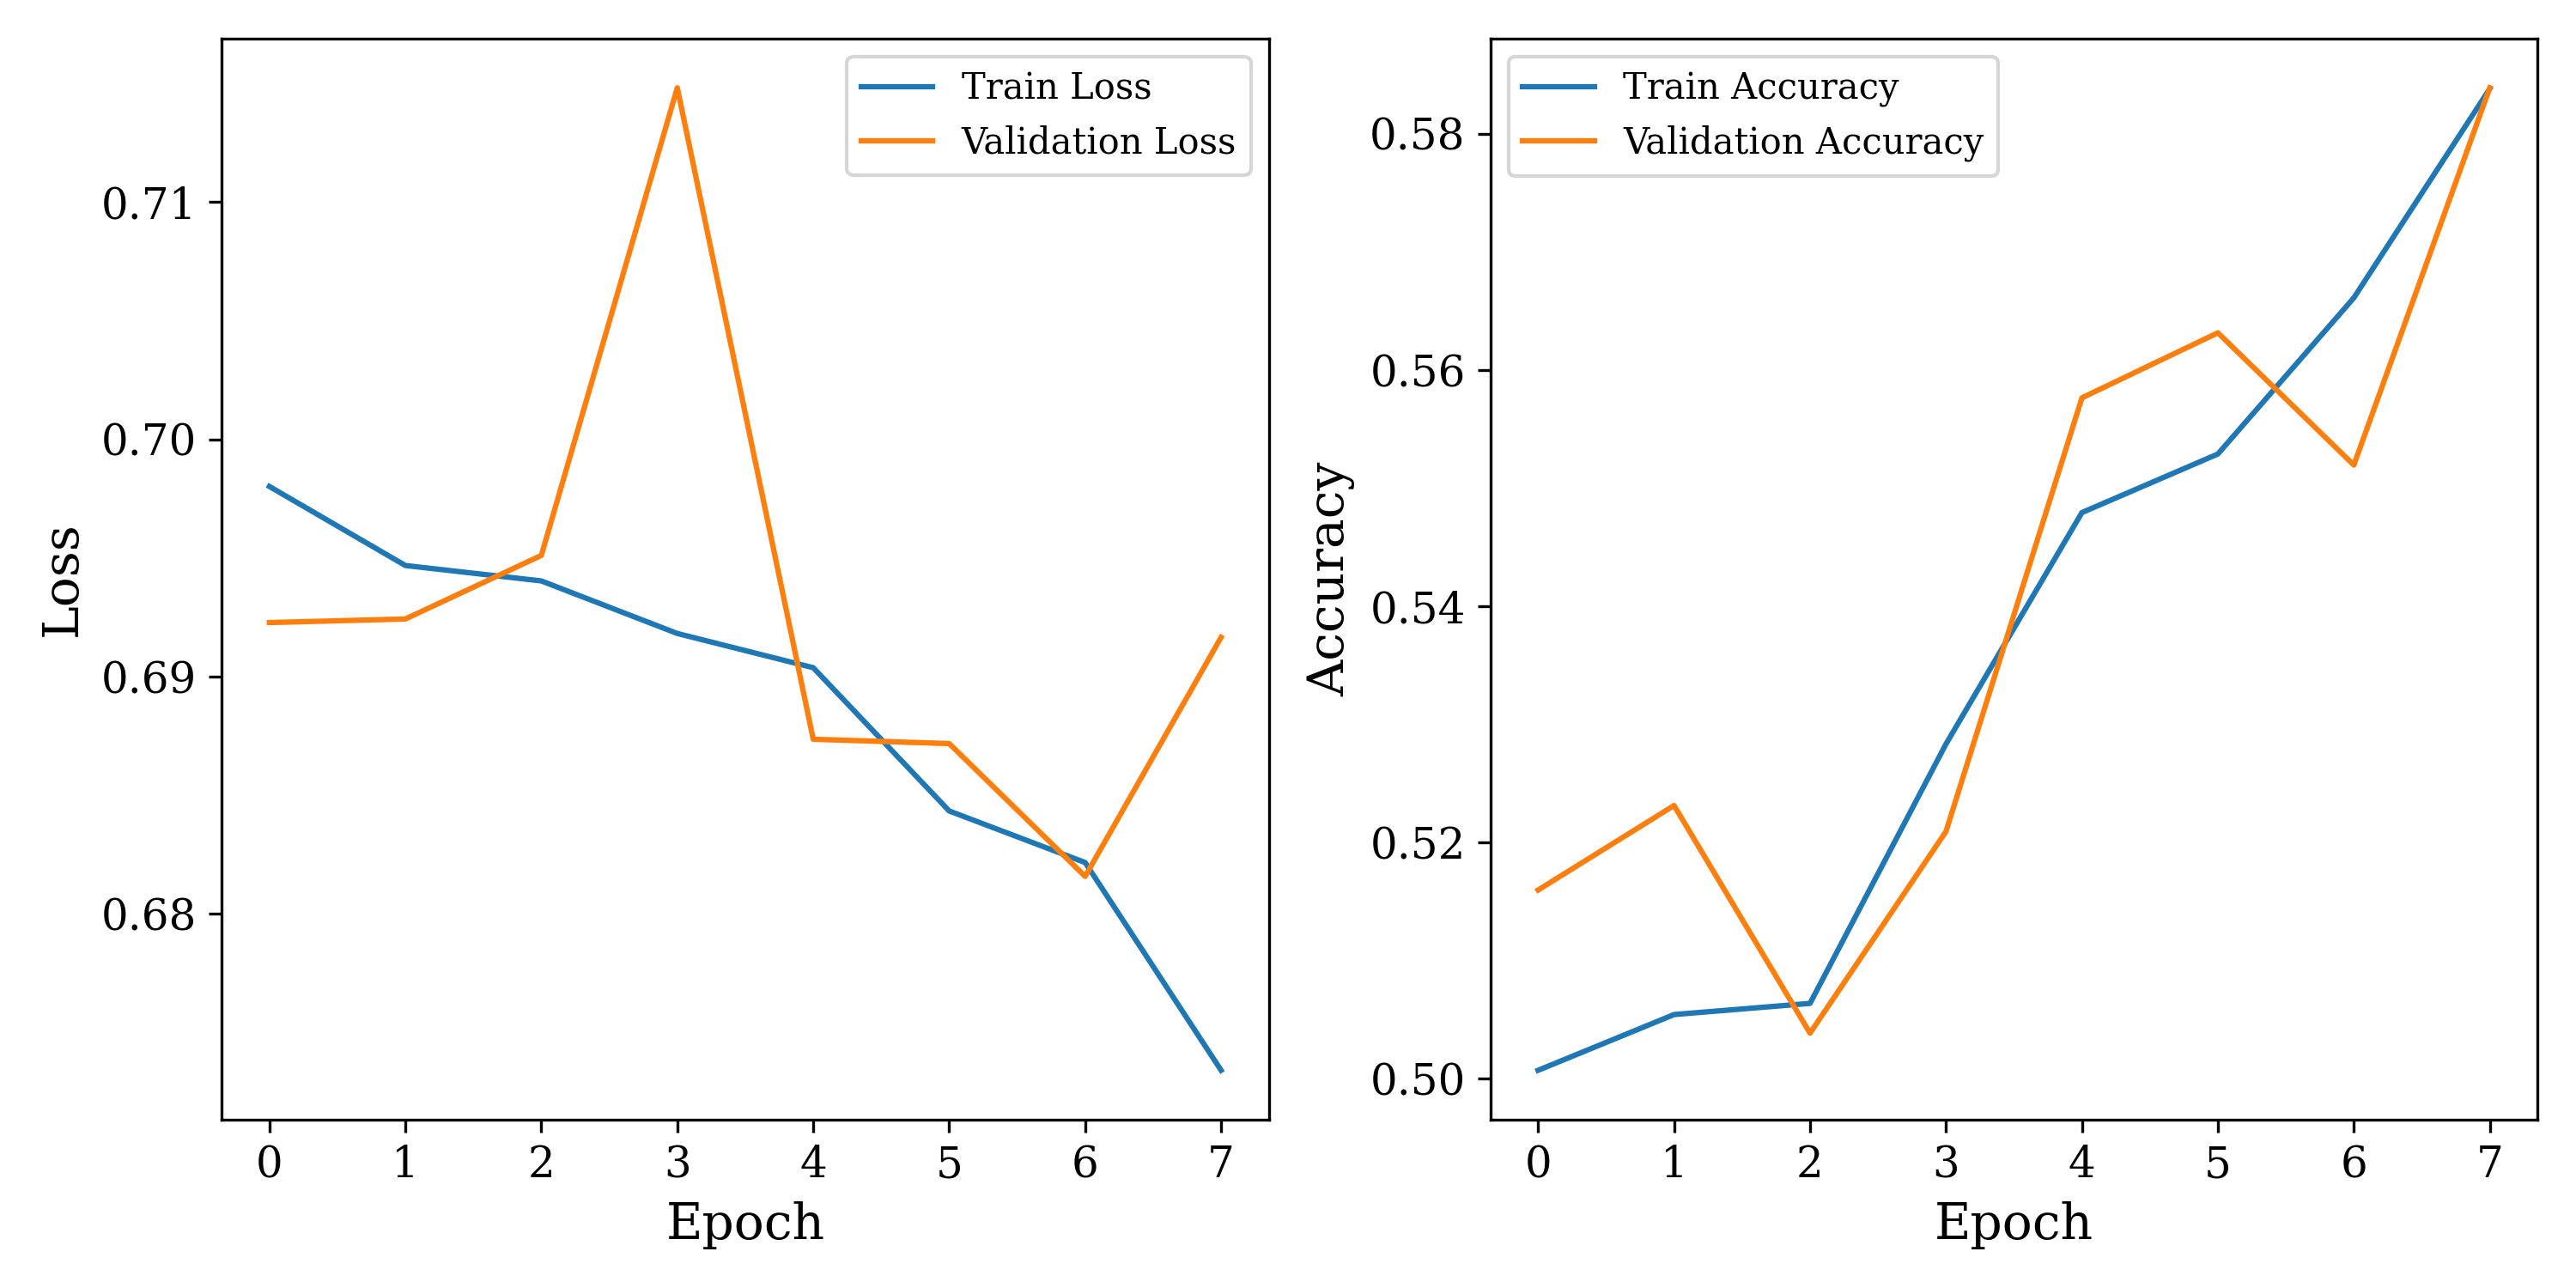 Train Loss
Validation Loss
0.71
0.70
0.69
0.68
Loss
0 1 2 3 4 5 6 7
Epoch
Train Accuracy
Validation Accuracy
0.58
0.56
0.54
0.52
0.50
Accuracy
0 1 2 3 4 5 6 7
Epoch